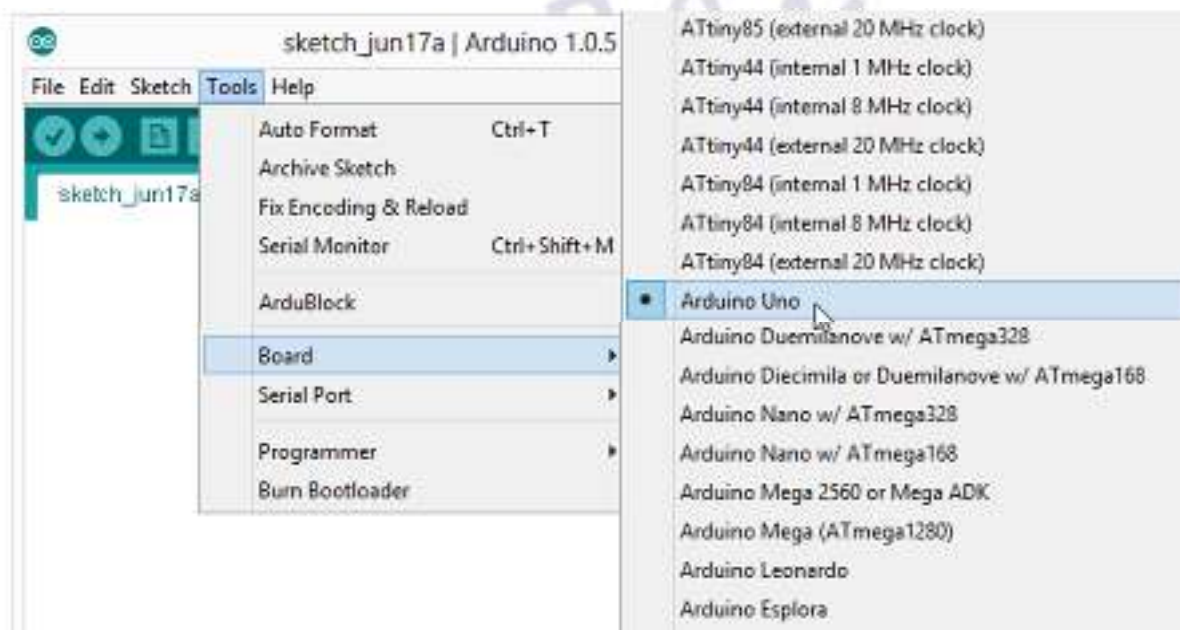 sketch_jun17a | Arduino 1.0.5
File Edit Sketch Tools Help
sketch_jun17a
Auto Format Ctrl+T
Archive Sketch
Fix Encoding & Reload
Serial Monitor Ctrl+Shift+M
ArduBlock
Board
Serial Port
Programmer
Burn Bootloader
ATtiny85 (external 20 MHz clock)
ATtiny44 (internal 1 MHz clock)
ATtiny44 (internal 8 MHz clock)
ATtiny44 (external 20 MHz clock)
ATtiny84 (internal 1 MHz clock)
ATtiny84 (internal 8 MHz clock)
ATtiny84 (external 20 MHz clock)
Arduino Uno
Arduino Duemilanove w/ ATmega328
Arduino Diecimila or Duemilanove w/ ATmega168
Arduino Nano w/ ATmega328
Arduino Nano w/ ATmega168
Arduino Mega 2560 or Mega ADK
Arduino Mega (ATmega1280)
Arduino Leonardo
Arduino Esplora